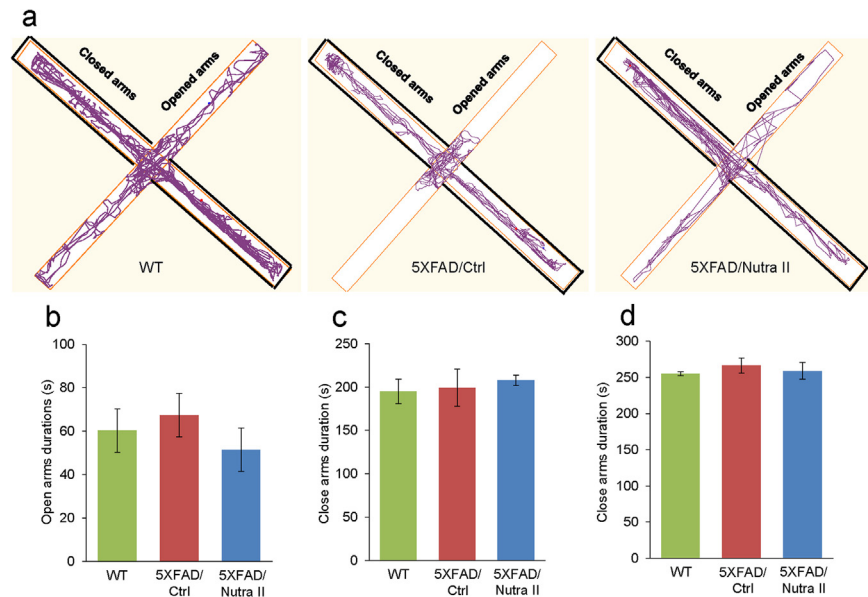 a
Closed arms
Opened arms
WT
Closed arms
Opened arms
5XFAD/Ctrl
Closed arms
Opened arms
5XFAD/Nutra II
b
Open arms durations (s)
100
80
60
40
20
0
WT
5XFAD/
Ctrl
5XFAD/
Nutra II
c
Close arms duration (s)
250
200
150
100
50
0
WT
5XFAD/
Ctrl
5XFAD/
Nutra II
d
Close arms duration (s)
300
250
200
150
100
50
0
WT
5XFAD/
Ctrl
5XFAD/
Nutra II